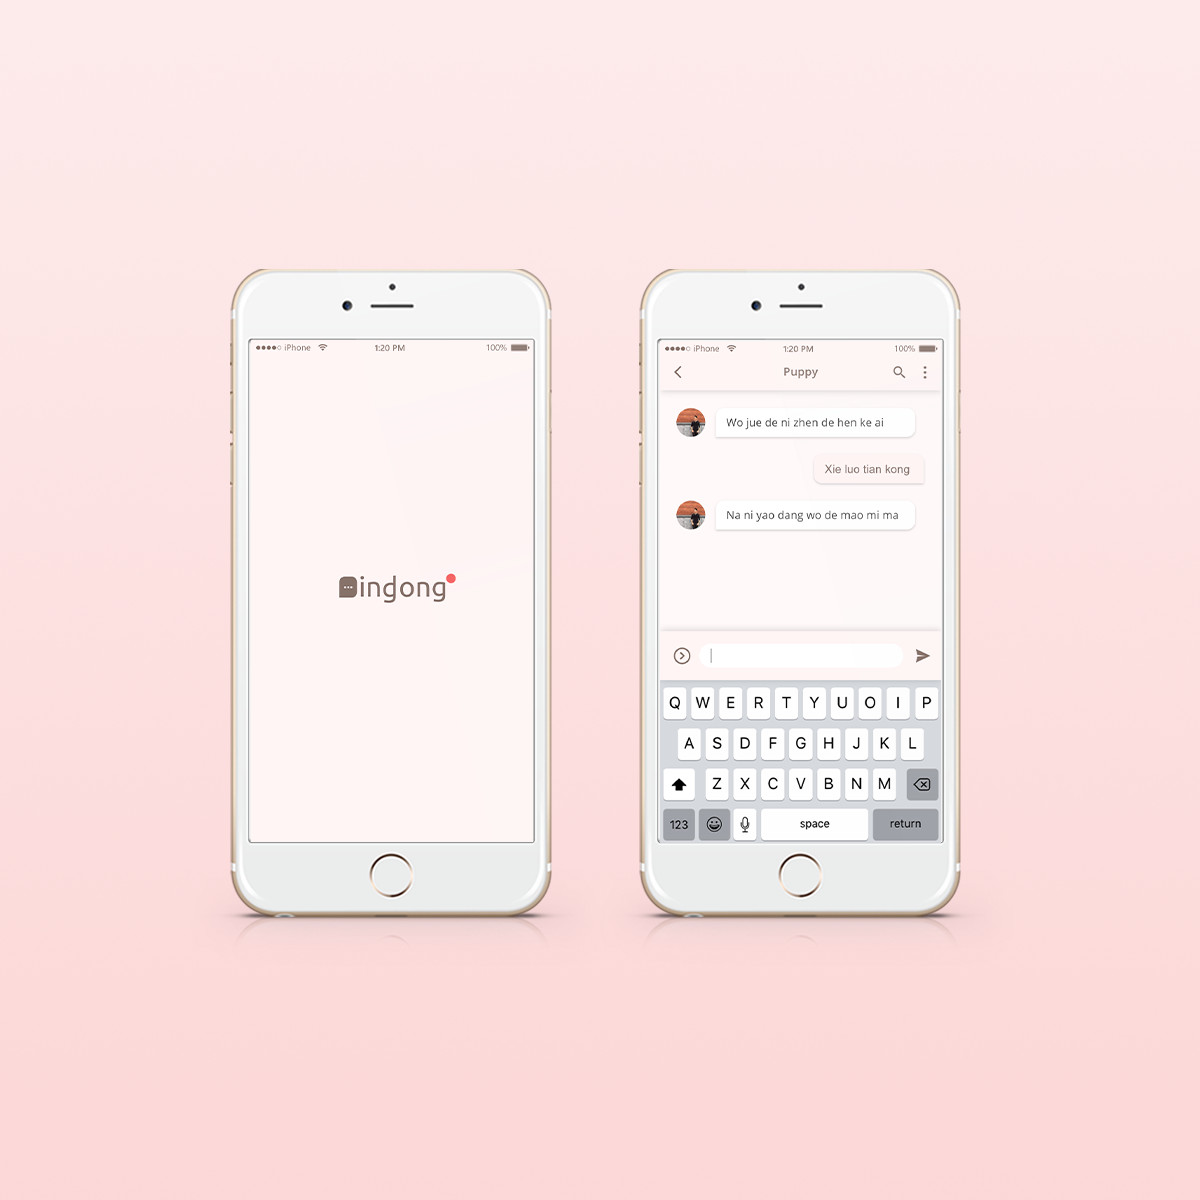 iPhone
1:20 PM
100%
Dindong
iPhone
1:20 PM
100%
Puppy
Wo jue de ni zhen de hen ke ai
Xie luo tian kong
Na ni yao dang wo de mao mi ma
Q W E R T Y U O I P
A S D F G H J K L
Z X C V B N M
123
space
return